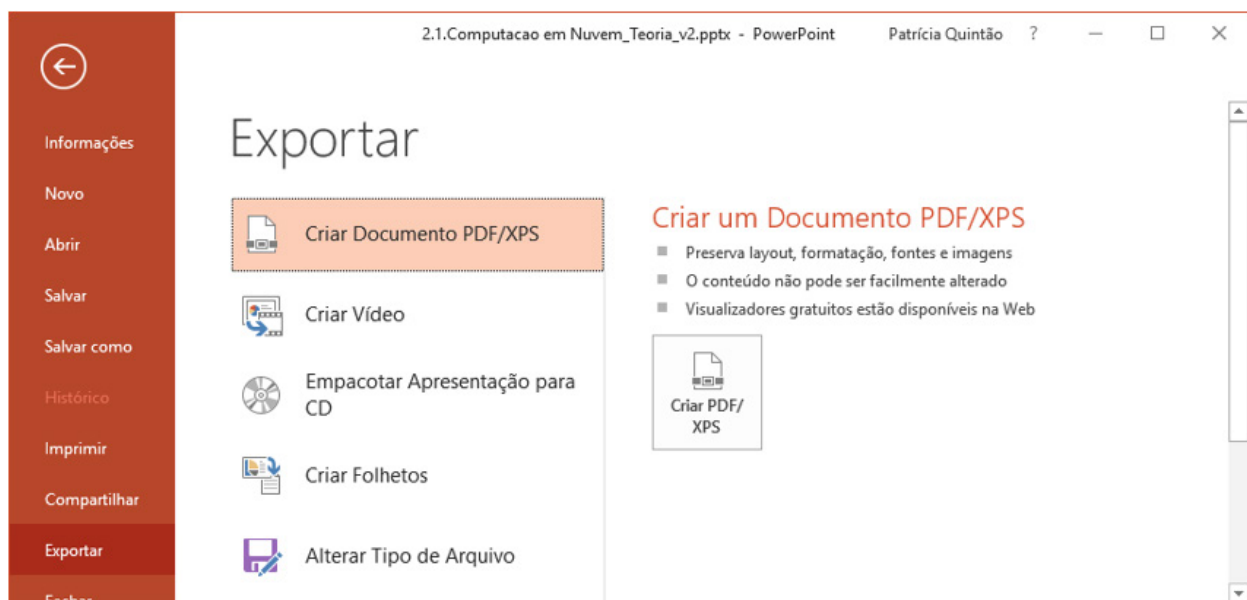 2.1.Computacao em Nuvem_Teoria_v2.pptx - PowerPoint
Patrícia Quintão
?
Informações
Novo
Abrir
Salvar
Salvar como
Histórico
Imprimir
Compartilhar
Exportar
Fechar
Exportar
Criar Documento PDF/XPS
Criar Vídeo
Empacotar Apresentação para
CD
Criar Folhetos
Alterar Tipo de Arquivo
Criar um Documento PDF/XPS
Preserva layout, formatação, fontes e imagens
O conteúdo não pode ser facilmente alterado
Visualizadores gratuitos estão disponíveis na Web
Criar PDF/
XPS